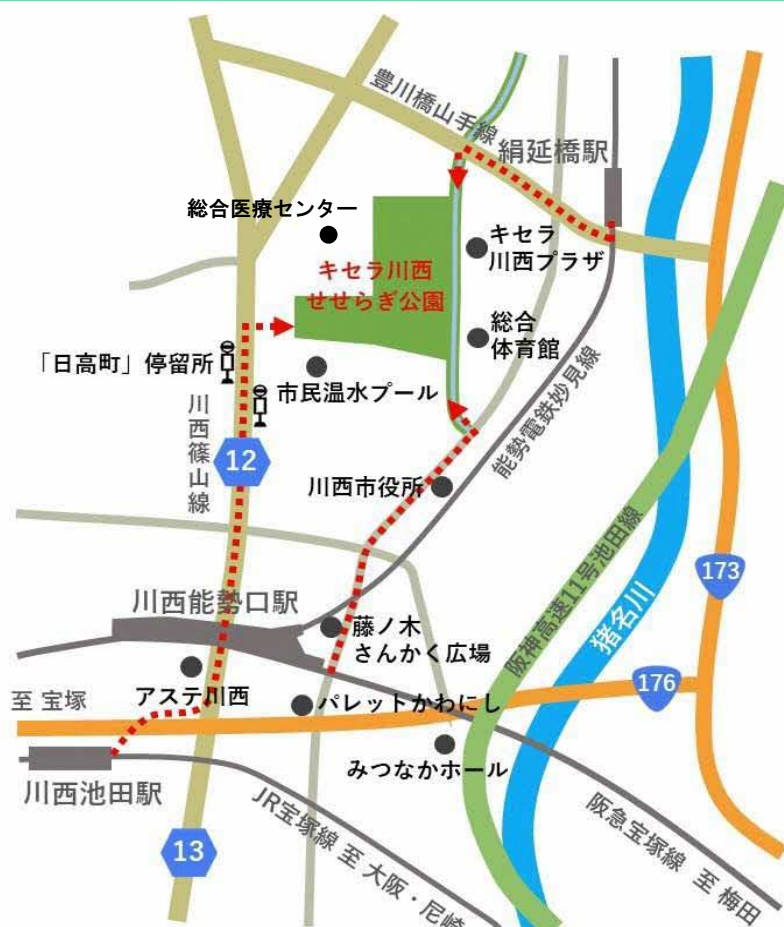 豊川橋山手線
絹延橋駅
総合医療センター
キセラ
川西プラザ
キセラ川西
せせらぎ公園
総合
体育館
「日高町」停留所
市民温水プール
川西篠山線
能勢電鉄妙見線
12
川西市役所
阪神高速11号池田線
173
猪名川
川西能勢口駅
藤ノ木
さんかく広場
176
アステ川西
至 宝塚
パレットかわにし
みつなかホール
川西池田駅
JR宝塚線 至 大阪・尼崎
阪急宝塚線 至 梅田
13